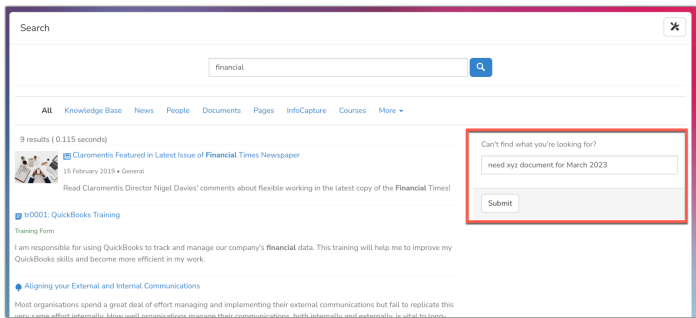 Search
financial
All Knowledge Base News People Documents Pages InfoCapture Courses More
9 results ( 0.115 seconds)
Claromentis Featured in Latest Issue of Financial Times Newspaper
15 February 2019 • General
Read Claromentis Director Nigel Davies' comments about flexible working in the latest copy of the Financial Times!
tr0001: QuickBooks Training
Training Form
I am responsible for using QuickBooks to track and manage our company's financial data. This training will help me to improve my
QuickBooks skills and become more efficient in my work.
Aligning your External and Internal Communications
Most organisations spend a great deal of effort managing and implementing their external communications but fail to replicate this
very same effort internally. How well organisations manage their communications, both internally and externally, is vital to long-
Can't find what you're looking for?
need xyz document for March 2023
Submit